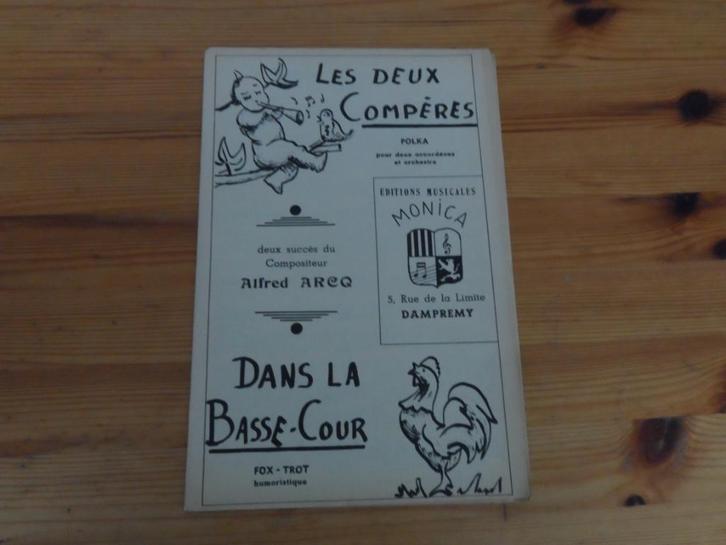 LES DEUX
COMPÈRES
POLKA
pour deux accordéons
et orchestre
EDITIONS MUSICALES
MONiCA
5, Rue de la Limite
DAMPREMY
deux succès du
Compositeur
Alfred ARCQ
DANS LA
BASSE-COUR
FOX - TROT
humoristique